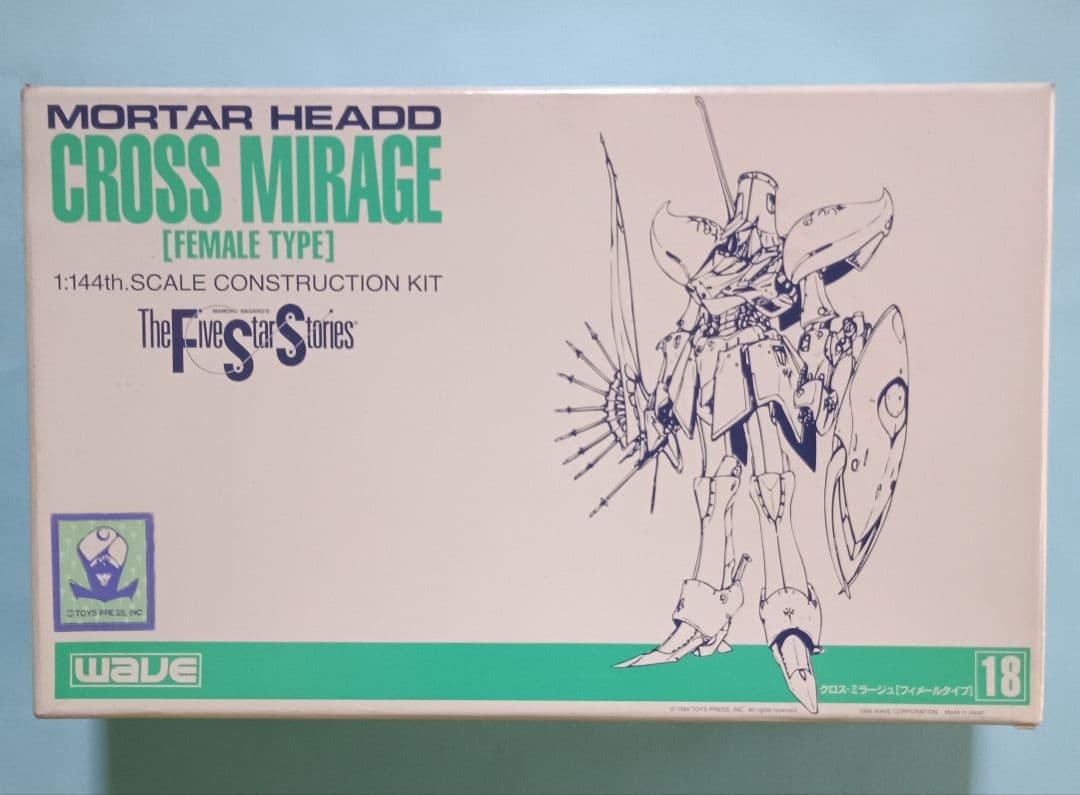 MORTAR HEADD
CROSS MIRAGE
[FEMALE TYPE]
1:144th.SCALE CONSTRUCTION KIT
MAMORU NAGANO'S
The Five Star Stories
© TOYS PRESS, INC
WAVE
クロス・ミラージュ[フィメールタイプ]
18
© 1994 TOYS PRESS, INC. All rights reserved.
WAVE CORPORATION Made in Japan